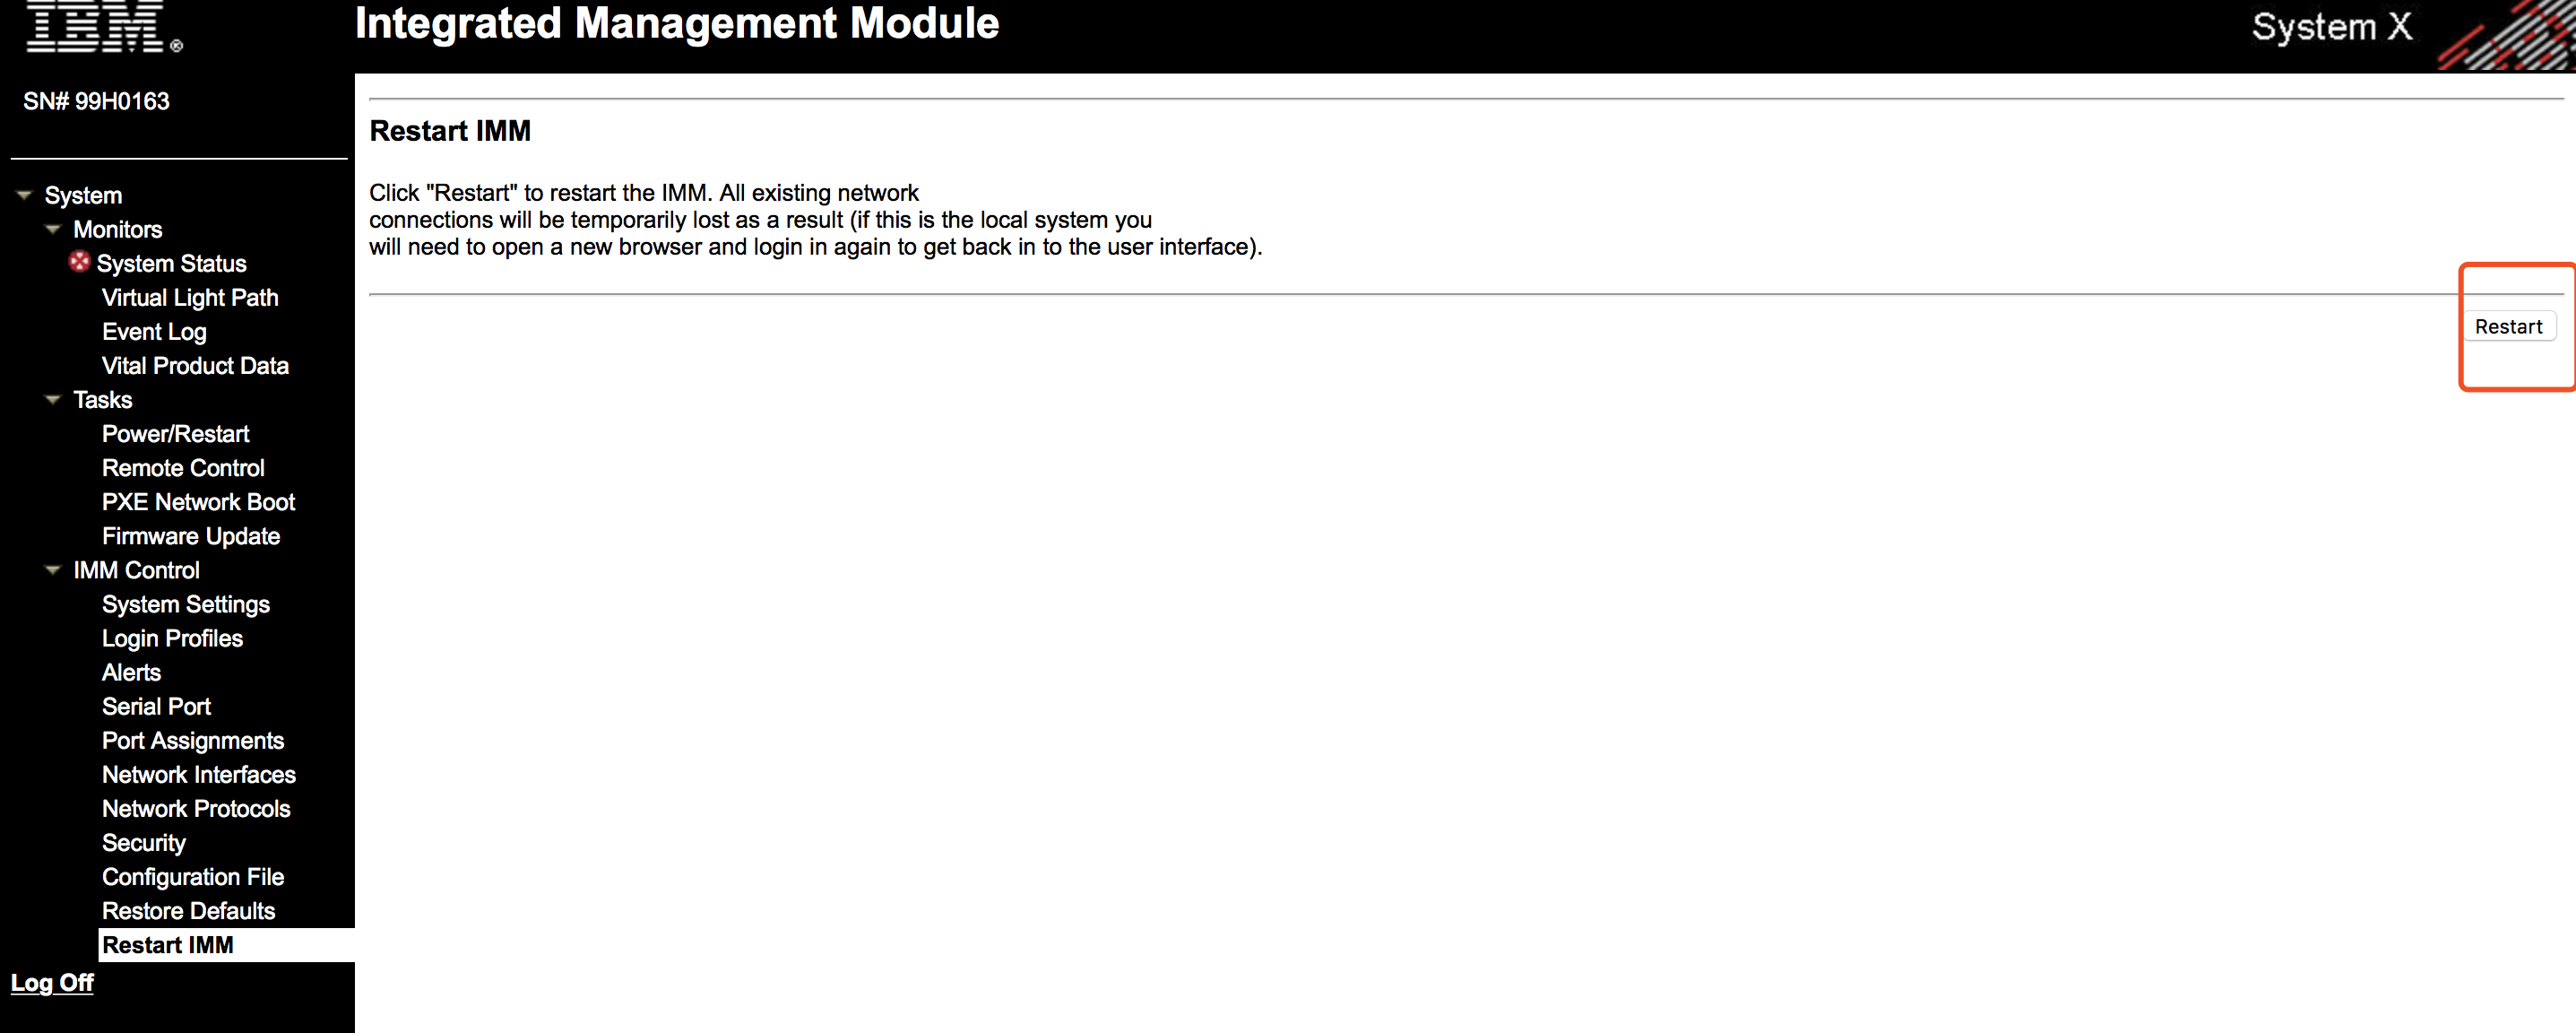 IBM®
Integrated Management Module
System X
SN# 99H0163
System
Monitors
System Status
Virtual Light Path
Event Log
Vital Product Data
Tasks
Power/Restart
Remote Control
PXE Network Boot
Firmware Update
IMM Control
System Settings
Login Profiles
Alerts
Serial Port
Port Assignments
Network Interfaces
Network Protocols
Security
Configuration File
Restore Defaults
Restart IMM
Log Off
Restart IMM
Click "Restart" to restart the IMM. All existing network
connections will be temporarily lost as a result (if this is the local system you
will need to open a new browser and login in again to get back in to the user interface).
Restart